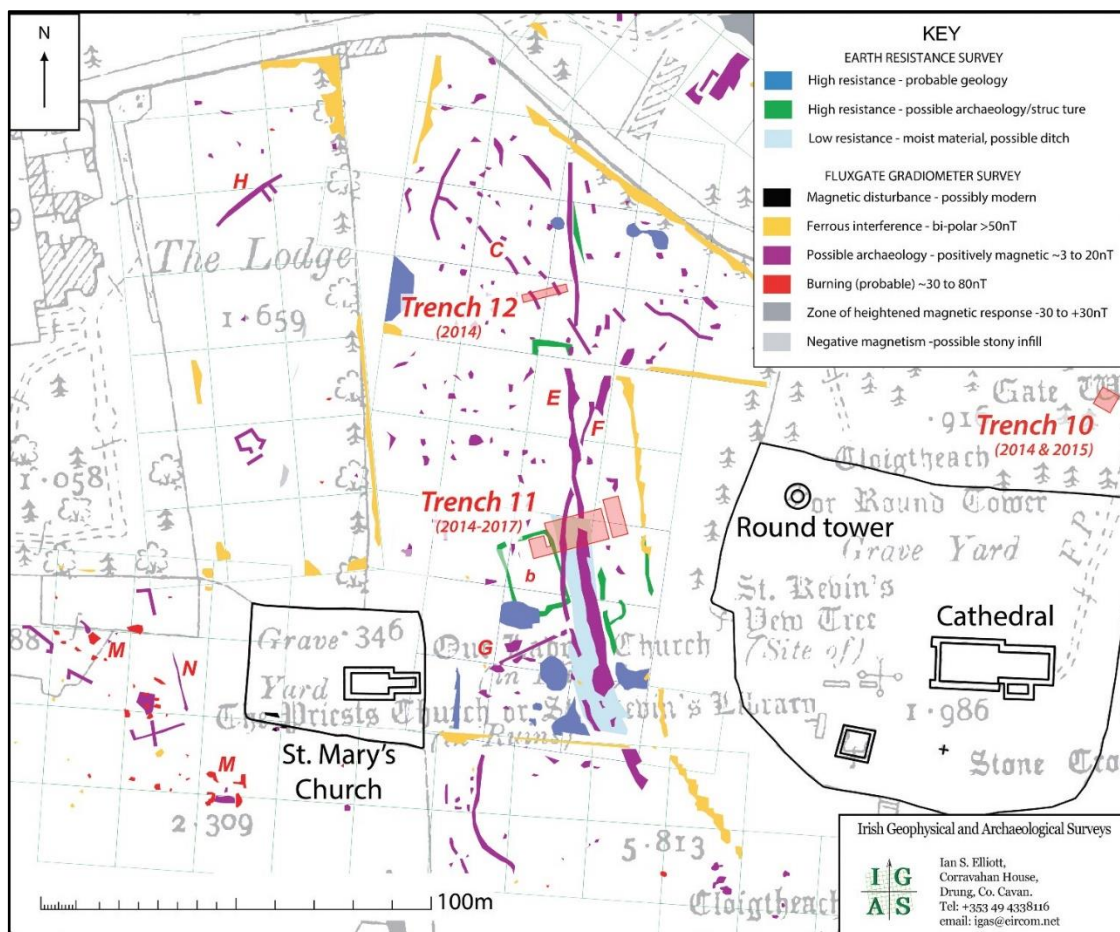 N
KEY
EARTH RESISTANCE SURVEY
High resistance - probable geology
High resistance - possible archaeology/struc ture
Low resistance - moist material, possible ditch
FLUXGATE GRADIOMETER SURVEY
Magnetic disturbance - possibly modern
Ferrous interference - bi-polar >50nT
Possible archaeology - positively magnetic ~3 to 20nT
Burning (probable) ~30 to 80nT
Zone of heightened magnetic response -30 to +30nT
Negative magnetism -possible stony infill
H
The Lodge
1·659
C
Trench 12
(2014)
E
F
Gate
·916
Trench 10
(2014 & 2015)
Cloigtheach
or Round Tower
Round tower
Grave Yard
F.P.
1·058
Trench 11
(2014-2017)
b
St. Kevin's
Yew Tree
(Site of)
Cathedral
88
M
N
Grave 346
Yard
G
Church
The Priests Church or St. Kevin's Library
(in Ruins)
1·986
Stone
St. Mary's
Church
M
2·309
5·813
Cloigtheach
100m
Irish Geophysical and Archaeological Surveys
I G
A S
Ian S. Elliott,
Corravahan House,
Drung, Co. Cavan.
Tel: +353 49 4338116
email: igas@eircom.net